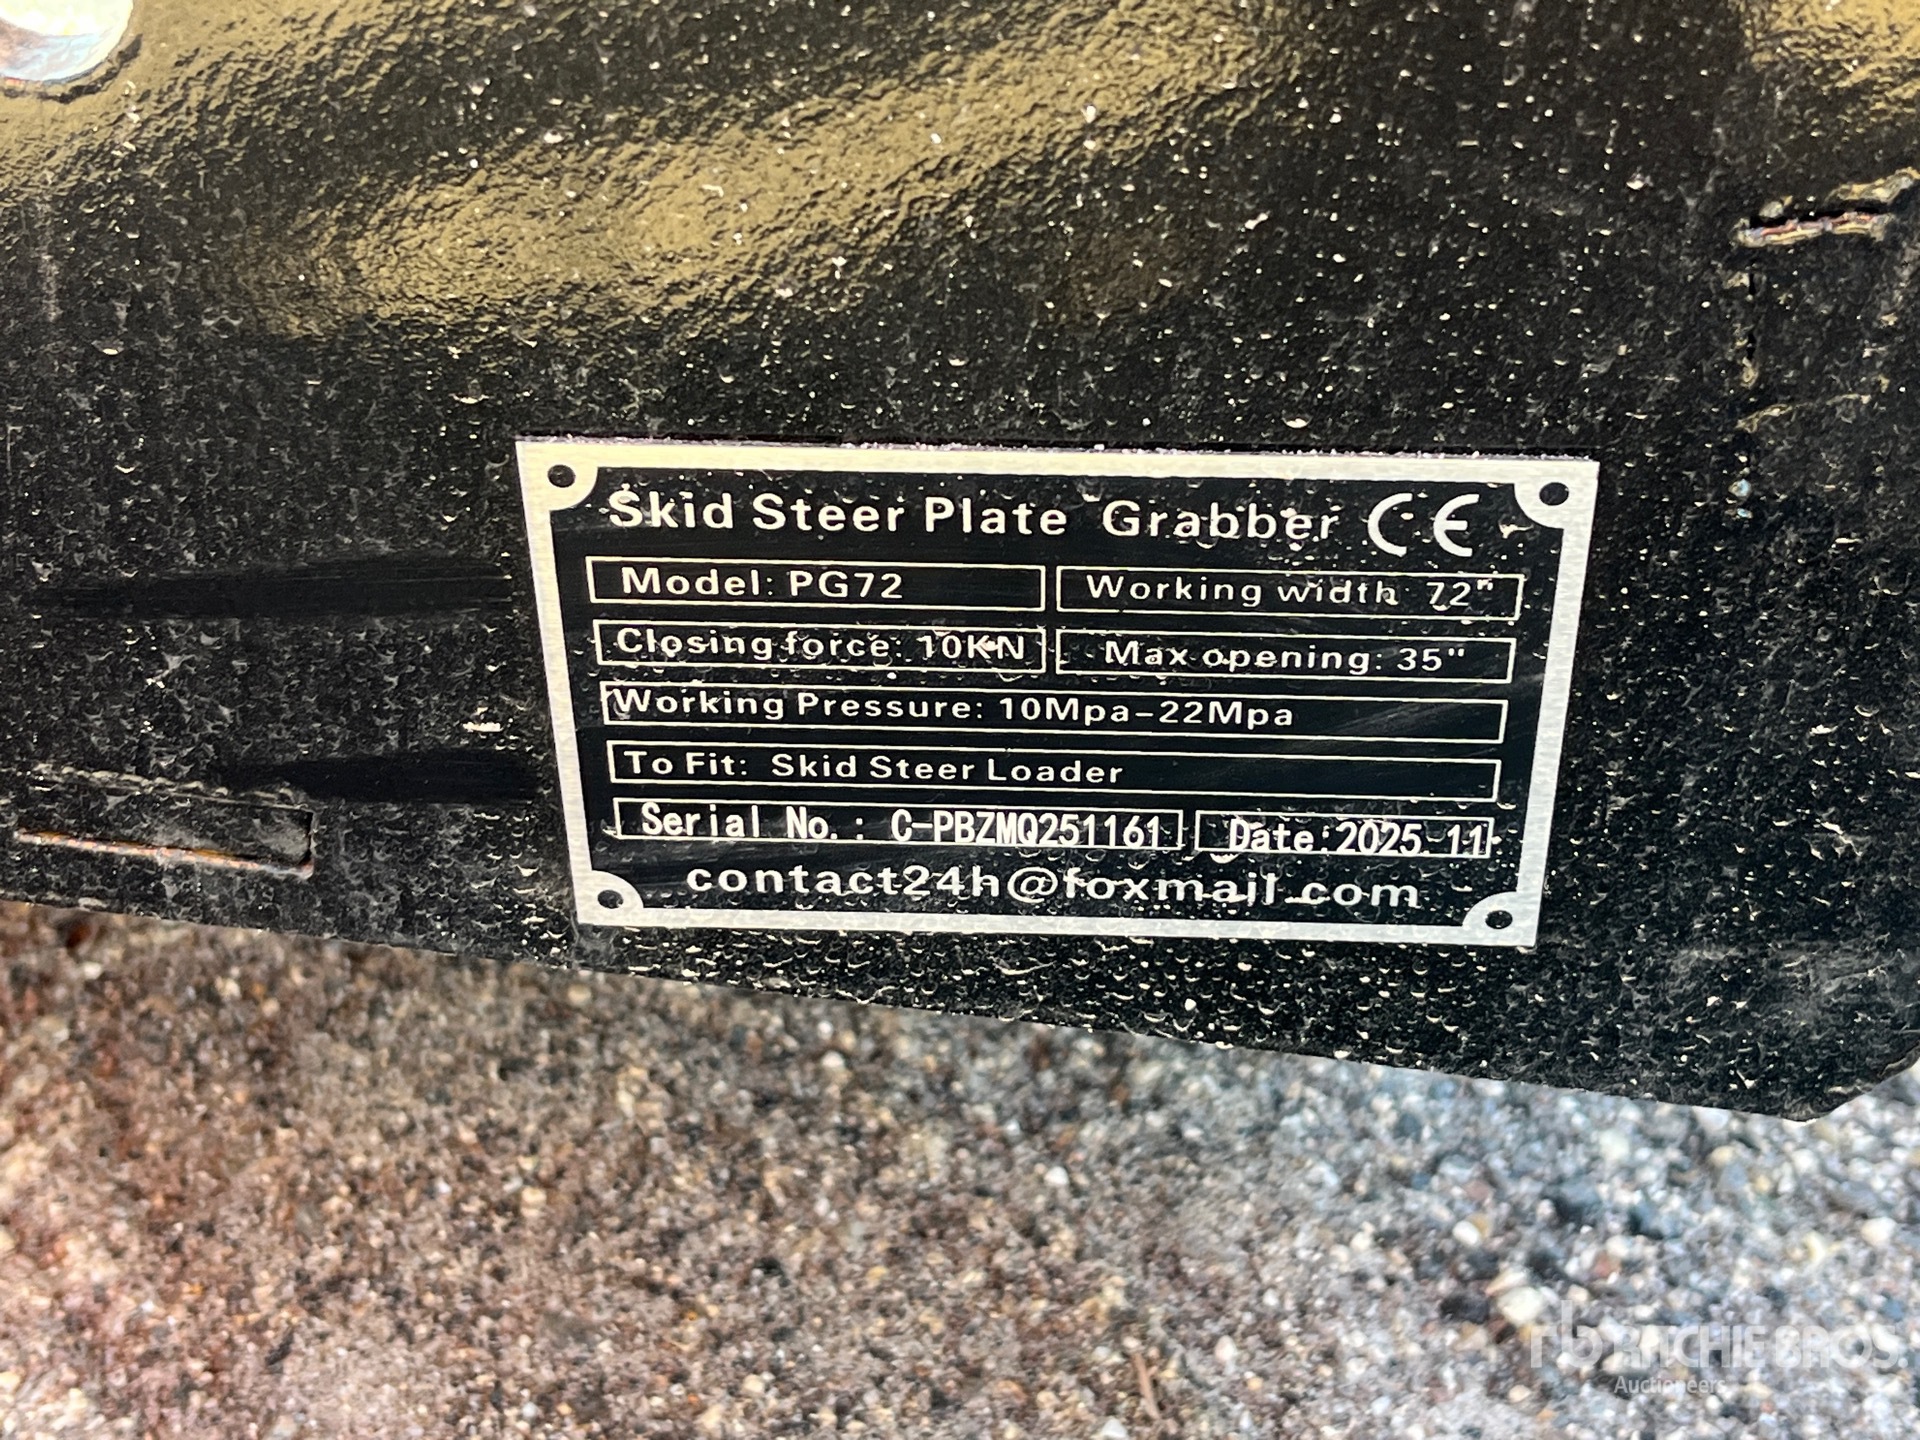 Skid Steer Plate Grabber CE
Model: PG72
Working width 72"
Closing force: 10KN
Max opening: 35"
Working Pressure: 10Mpa-22Mpa
To Fit: Skid Steer Loader
Serial No.: C-PBZMQ251161
Date:2025.11
contact24h@foxmail.com
rb RITCHIE BROS.
Auctioneers